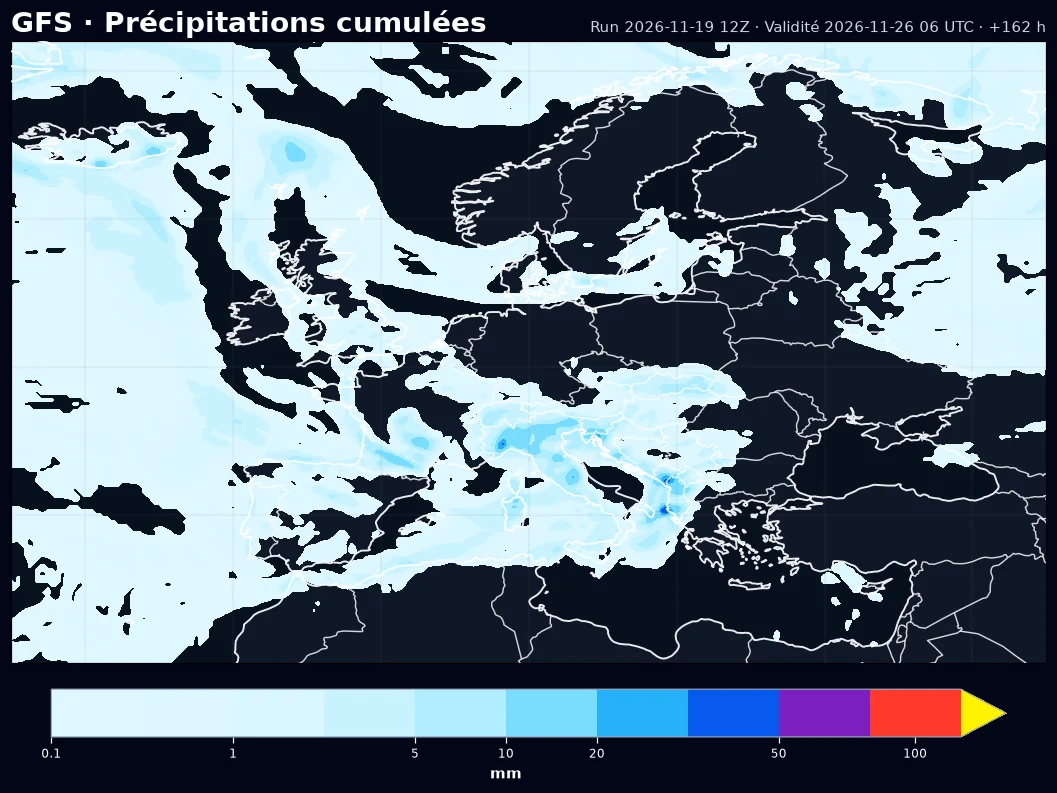 GFS · Précipitations cumulées
Run 2026-11-19 12Z · Validité 2026-11-26 06 UTC · +162 h
0.1 1 5 10 20 50 100
mm